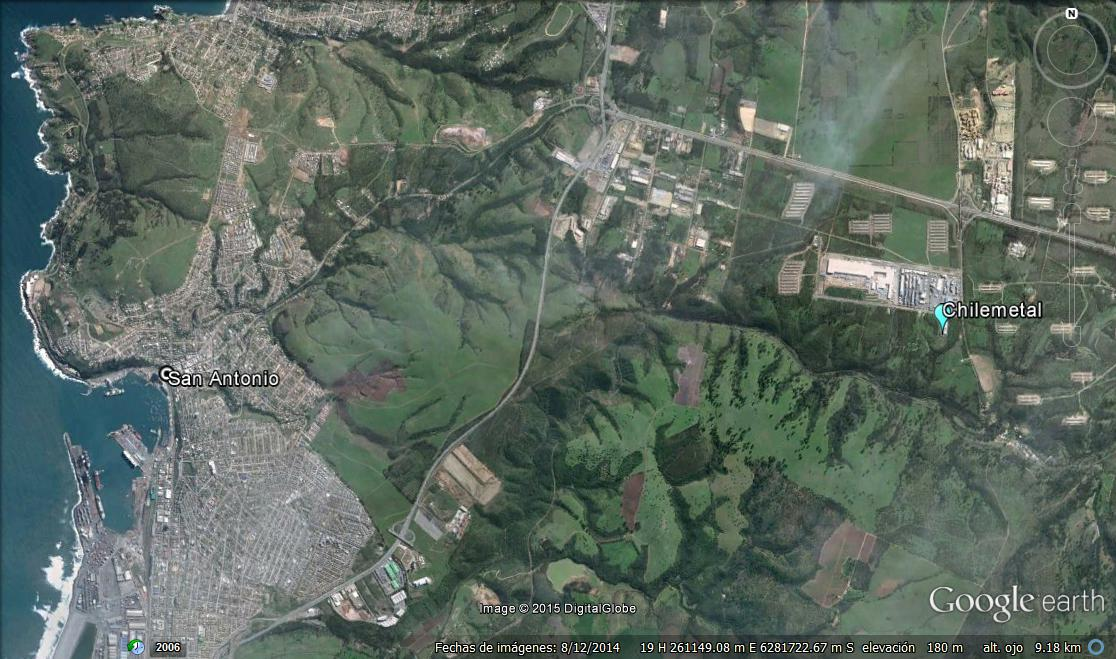 N
Chilemetal
San Antonio
Google earth
Image © 2015 DigitalGlobe
2006
Fechas de imágenes: 8/12/2014 19 H 261149.08 m E 6281722.67 m S elevación 180 m alt. ojo 9.18 km